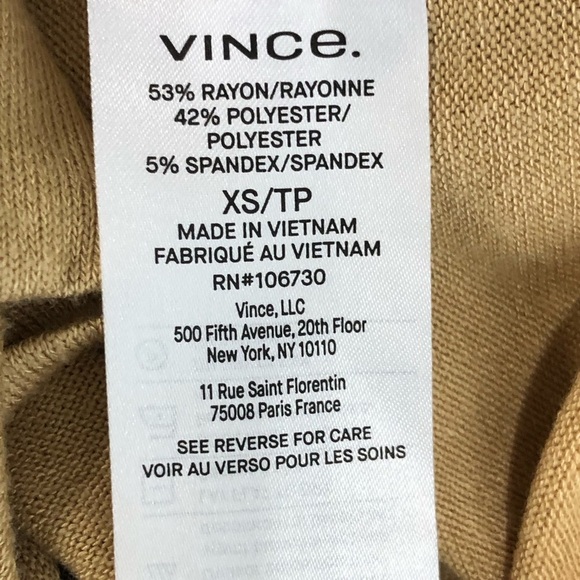 VINCE.
53% RAYON/RAYONNE
42% POLYESTER/
POLYESTER
5% SPANDEX/SPANDEX
XS/TP
MADE IN VIETNAM
FABRIQUÉ AU VIETNAM
RN#106730
Vince, LLC
500 Fifth Avenue, 20th Floor
New York, NY 10110
11 Rue Saint Florentin
75008 Paris France
SEE REVERSE FOR CARE
VOIR AU VERSO POUR LES SOINS